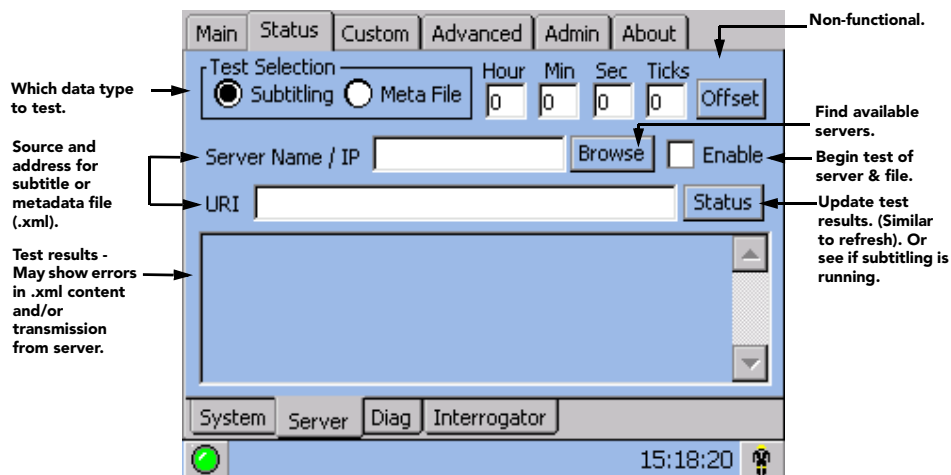 Non-functional.
Main Status Custom Advanced Admin About
Test Selection Hour Min Sec Ticks
Which data type
to test.
Subtitling Meta File 0 0 0 0 Offset
Find available
servers.
Source and
address for
subtitle or
metadata file
(.xml).
Server Name / IP Browse Enable
Begin test of
server & file.
URI Status
Update test
results. (Similar
to refresh). Or
see if subtitling is
running.
Test results -
May show errors
in .xml content
and/or
transmission
from server.
System Server Diag Interrogator
15:18:20